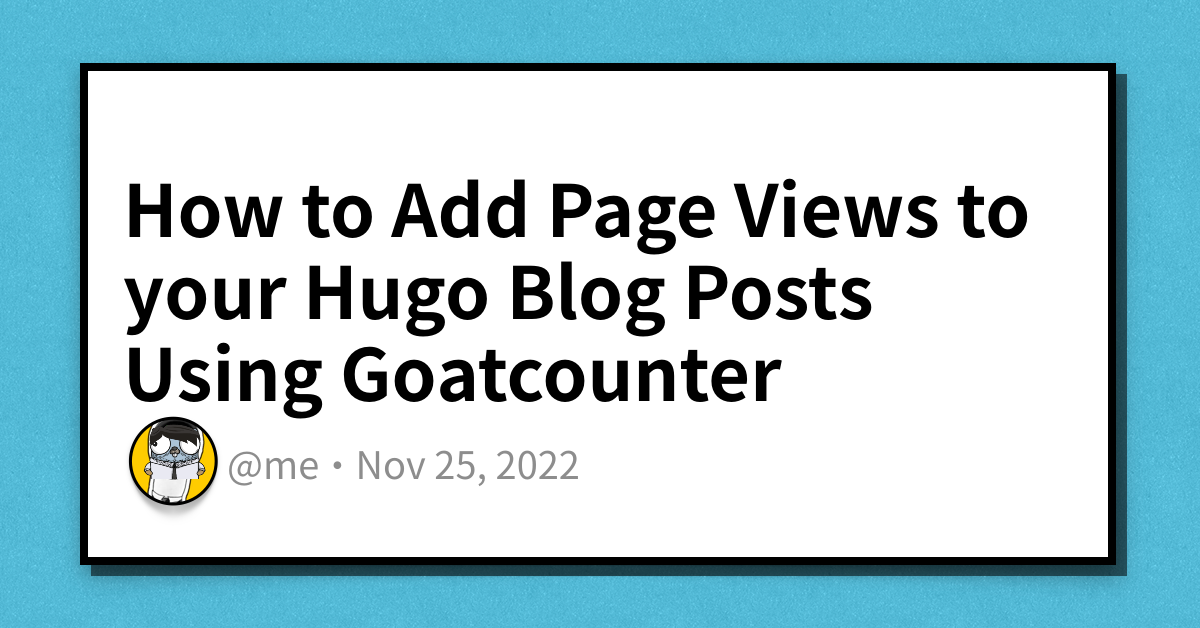 How to Add Page Views to
your Hugo Blog Posts
Using Goatcounter
@me • Nov 25, 2022